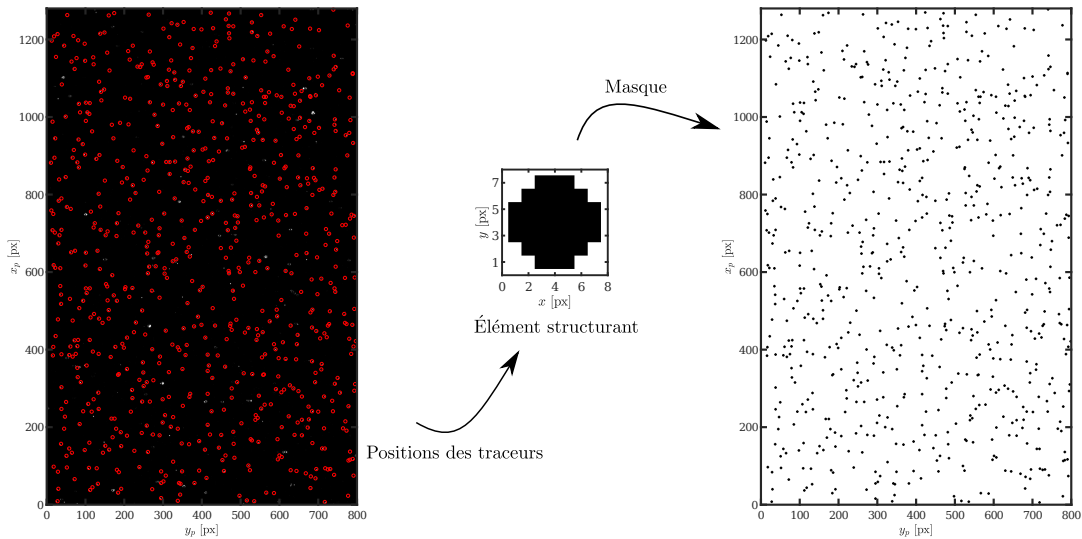 1200
1000
800
600
400
200
0
x_p [px]
0 100 200 300 400 500 600 700 800
y_p [px]
Positions des traceurs
7
5
3
1
y [px]
0 2 4 6 8
x [px]
Élément structurant
Masque
1200
1000
800
600
400
200
0
x_p [px]
0 100 200 300 400 500 600 700 800
y_p [px]